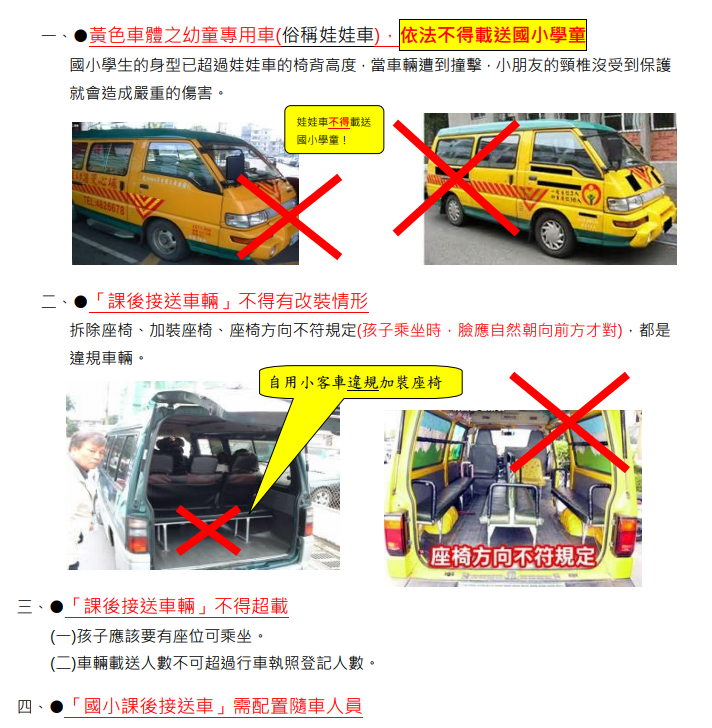 一、●黃色車體之幼童專用車(俗稱娃娃車)，依法不得載送國小學童
國小學生的身型已超過娃娃車的椅背高度，當車輛遭到撞擊，小朋友的頸椎沒受到保護
就會造成嚴重的傷害。
娃娃車不得載送
國小學童！
二、●「課後接送車輛」不得有改裝情形
拆除座椅、加裝座椅、座椅方向不符規定(孩子乘坐時，臉應自然朝向前方才對)，都是
違規車輛。
自用小客車違規加裝座椅
座椅方向不符規定
三、●「課後接送車輛」不得超載
(一)孩子應該要有座位可乘坐。
(二)車輛載送人數不可超過行車執照登記人數。
四、●「國小課後接送車」需配置隨車人員